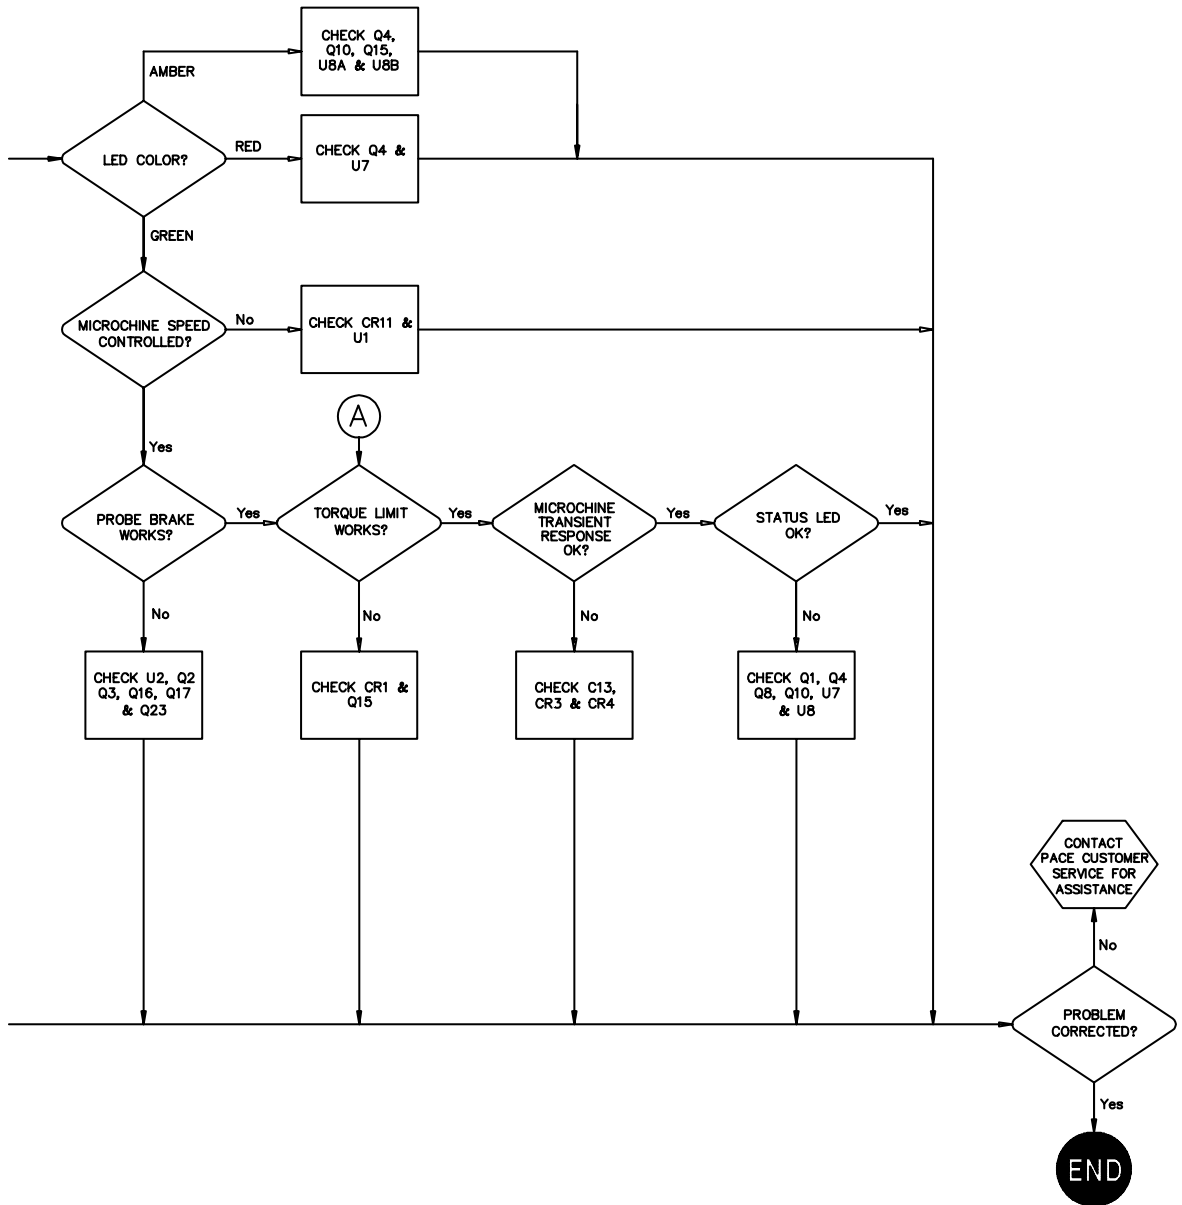 CHECK Q4,
Q10, Q15,
U8A & U8B
AMBER
LED COLOR?
RED
CHECK Q4 &
U7
GREEN
MICROCHINE SPEED
CONTROLLED?
No
CHECK CR11 &
U1
A
Yes
PROBE BRAKE
WORKS?
Yes
TORQUE LIMIT
WORKS?
Yes
MICROCHINE
TRANSIENT
RESPONSE
OK?
Yes
STATUS LED
OK?
Yes
No
No
No
No
CHECK U2, Q2
Q3, Q16, Q17
& Q23
CHECK CR1 &
Q15
CHECK C13,
CR3 & CR4
CHECK Q1, Q4
Q8, Q10, U7
& U8
CONTACT
PACE CUSTOMER
SERVICE FOR
ASSISTANCE
No
PROBLEM
CORRECTED?
Yes
END